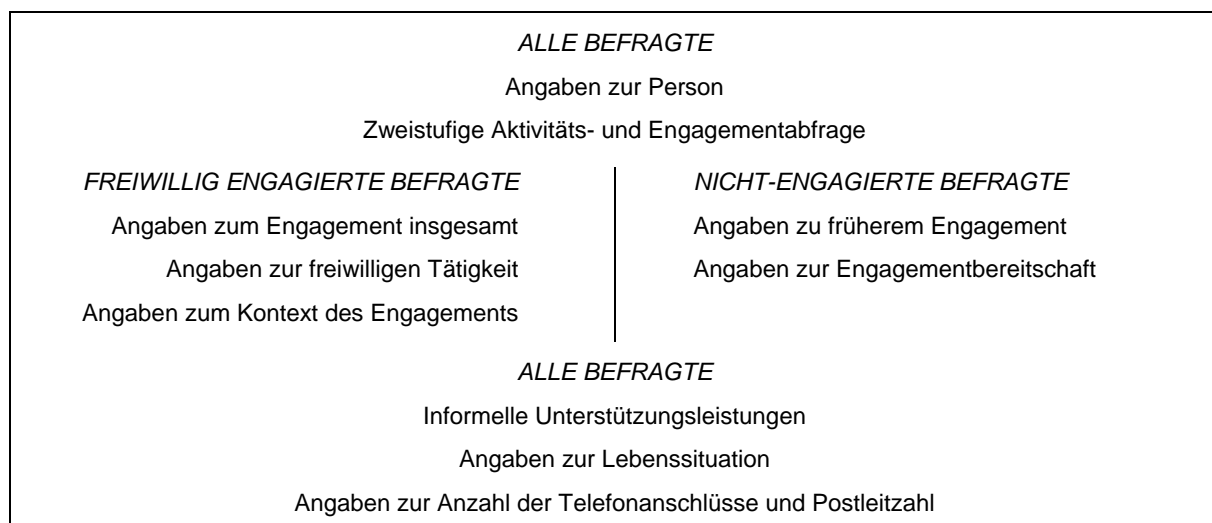 ALLE BEFRAGTE
Angaben zur Person
Zweistufige Aktivitäts- und Engagementabfrage
FREIWILLIG ENGAGIERTE BEFRAGTE
Angaben zum Engagement insgesamt
Angaben zur freiwilligen Tätigkeit
Angaben zum Kontext des Engagements
NICHT-ENGAGIERTE BEFRAGTE
Angaben zu früherem Engagement
Angaben zur Engagementbereitschaft
ALLE BEFRAGTE
Informelle Unterstützungsleistungen
Angaben zur Lebenssituation
Angaben zur Anzahl der Telefonanschlüsse und Postleitzahl